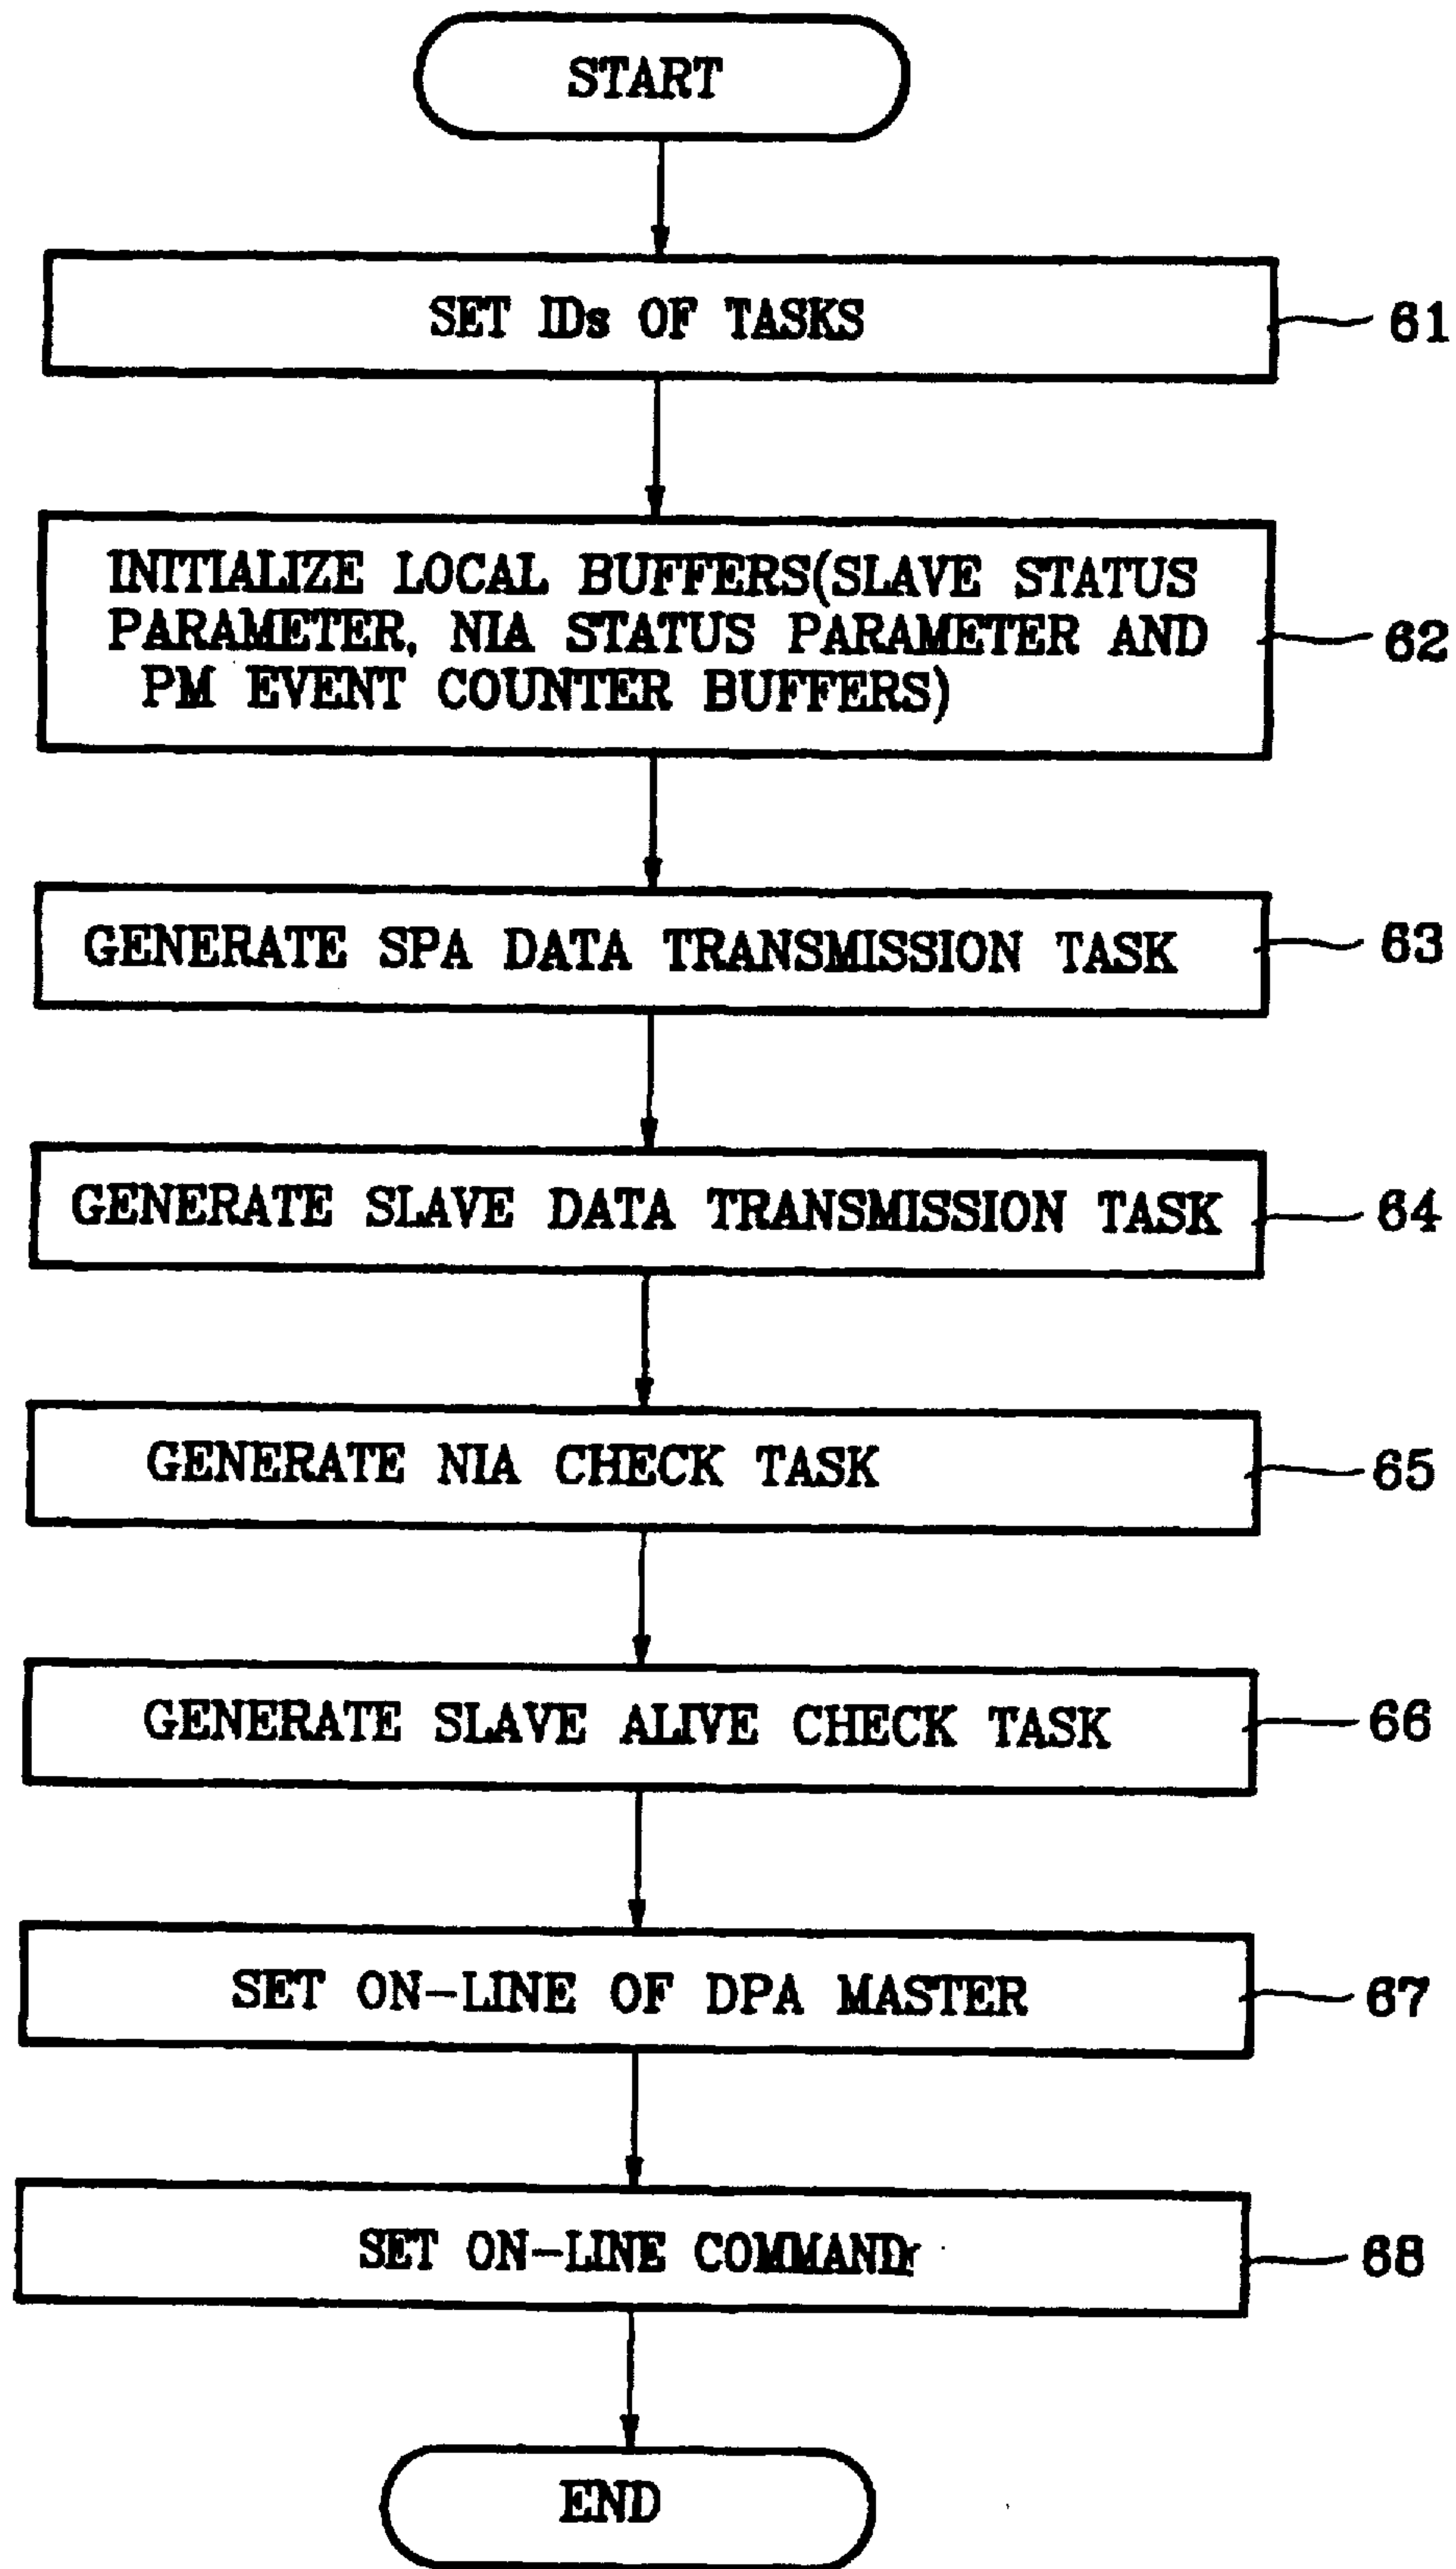 START
SET IDs OF TASKS
61
INITIALIZE LOCAL BUFFERS(SLAVE STATUS
PARAMETER, NIA STATUS PARAMETER AND
PM EVENT COUNTER BUFFERS)
62
GENERATE SPA DATA TRANSMISSION TASK
63
GENERATE SLAVE DATA TRANSMISSION TASK
64
GENERATE NIA CHECK TASK
65
GENERATE SLAVE ALIVE CHECK TASK
66
SET ON-LINE OF DPA MASTER
67
SET ON-LINE COMMAND
68
END